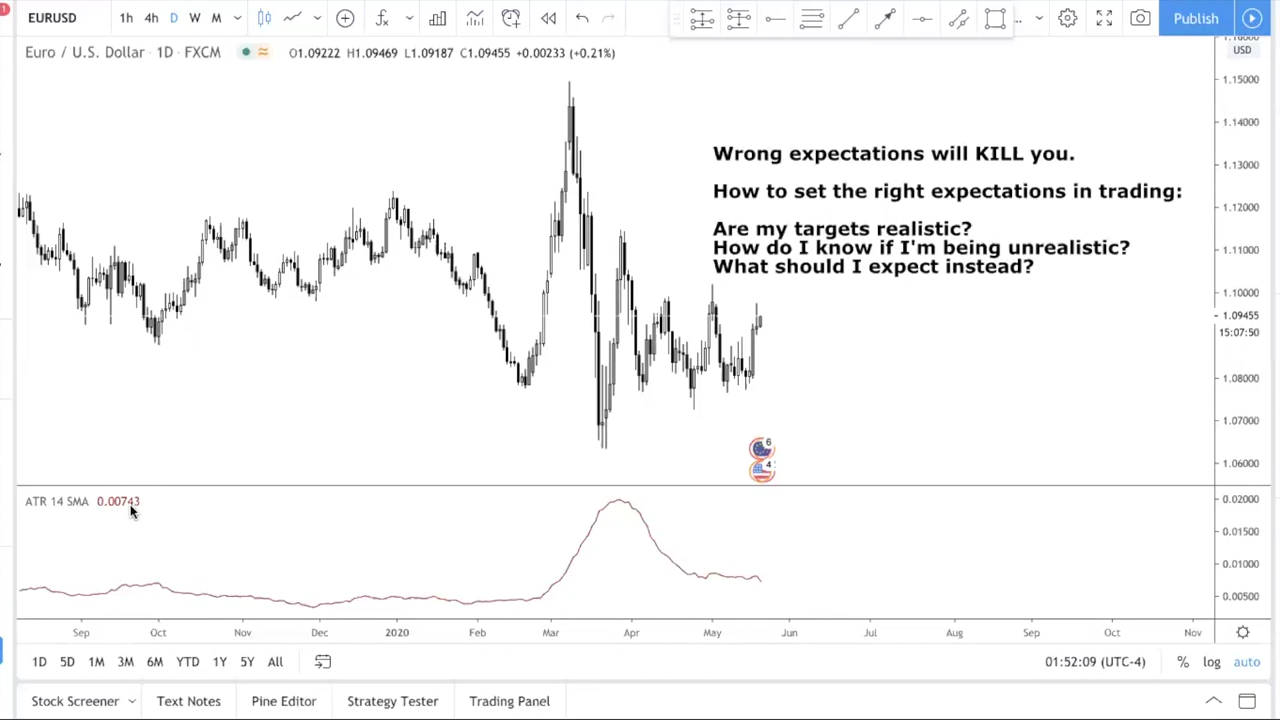 EURUSD 1h 4h D W M Publish
Euro / U.S. Dollar · 1D · FXCM O1.09222 H1.09469 L1.09187 C1.09455 +0.00233 (+0.21%)
USD
1.15000
1.14000
Wrong expectations will KILL you.
1.13000
How to set the right expectations in trading:
1.12000
Are my targets realistic?
How do I know if I'm being unrealistic?
1.11000
What should I expect instead?
1.10000
1.09455
15:07:50
1.08000
1.07000
6
1.06000
4
ATR 14 SMA 0.00743
0.02000
0.01500
0.01000
0.00500
Sep Oct Nov Dec 2020 Feb Mar Apr May Jun Jul Aug Sep Oct Nov
1D 5D 1M 3M 6M YTD 1Y 5Y All 01:52:09 (UTC-4) % log auto
Stock Screener Text Notes Pine Editor Strategy Tester Trading Panel